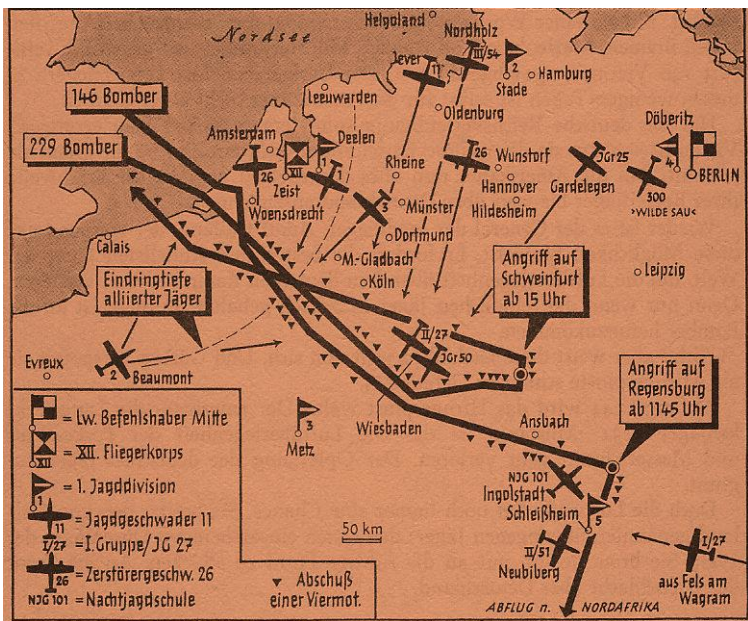 Nordsee
Helgoland
Nordholz
III/54
Jever
11
2
Stade
Hamburg
146 Bomber
229 Bomber
Leeuwarden
Oldenburg
Amsterdam
Deelen
Döberitz
26
XII
1
1
Zeist
Woensdrecht
Rheine
26
Wunstorf
Hannover
Hildesheim
JGr 25
Gardelegen
4
BERLIN
300
>WILDE SAU<
3
Münster
Dortmund
M.-Gladbach
Köln
Calais
Eindringtiefe
alliierter Jäger
Angriff auf
Schweinfurt
ab 15 Uhr
Leipzig
Evreux
2
Beaumont
II/27
JGr 50
Angriff auf
Regensburg
ab 1145 Uhr
3
Metz
Wiesbaden
Ansbach
NJG 101
Ingolstadt
Schleißheim
5
II/51
Neubiberg
I/27
aus Fels am
Wagram
50 km
= Lw. Befehlshaber Mitte
XII
= XII. Fliegerkorps
1
= 1. Jagddivision
11
= Jagdgeschwader 11
I/27 = I. Gruppe/JG 27
26
= Zerstörergeschw. 26
NJG 101 = Nachtjagdschule
Abschuß
einer Viermot.
ABFLUG n. NORDAFRIKA